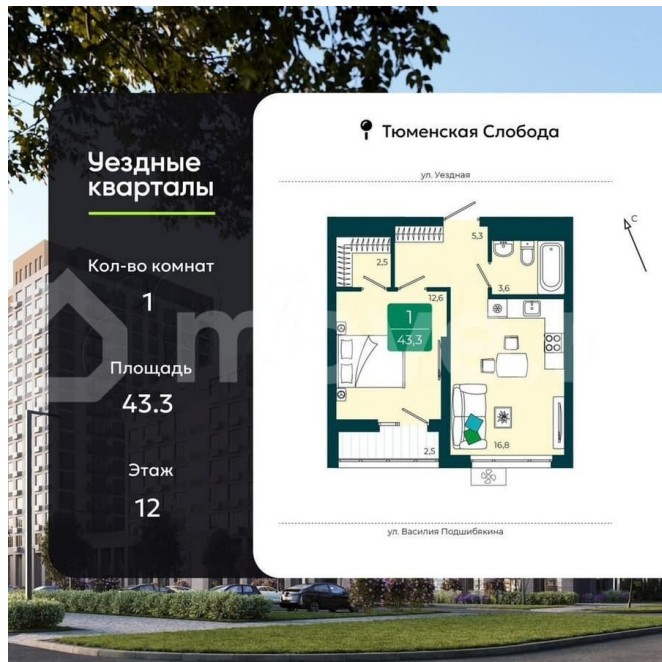 Уездные
кварталы
Кол-во комнат
1
Площадь
43.3
Этаж
12
Тюменская Слобода
ул. Уездная
С
5,3
2,5
3,6
12,6
1
43,3
16,8
2,5
ул. Василия Подшибякина